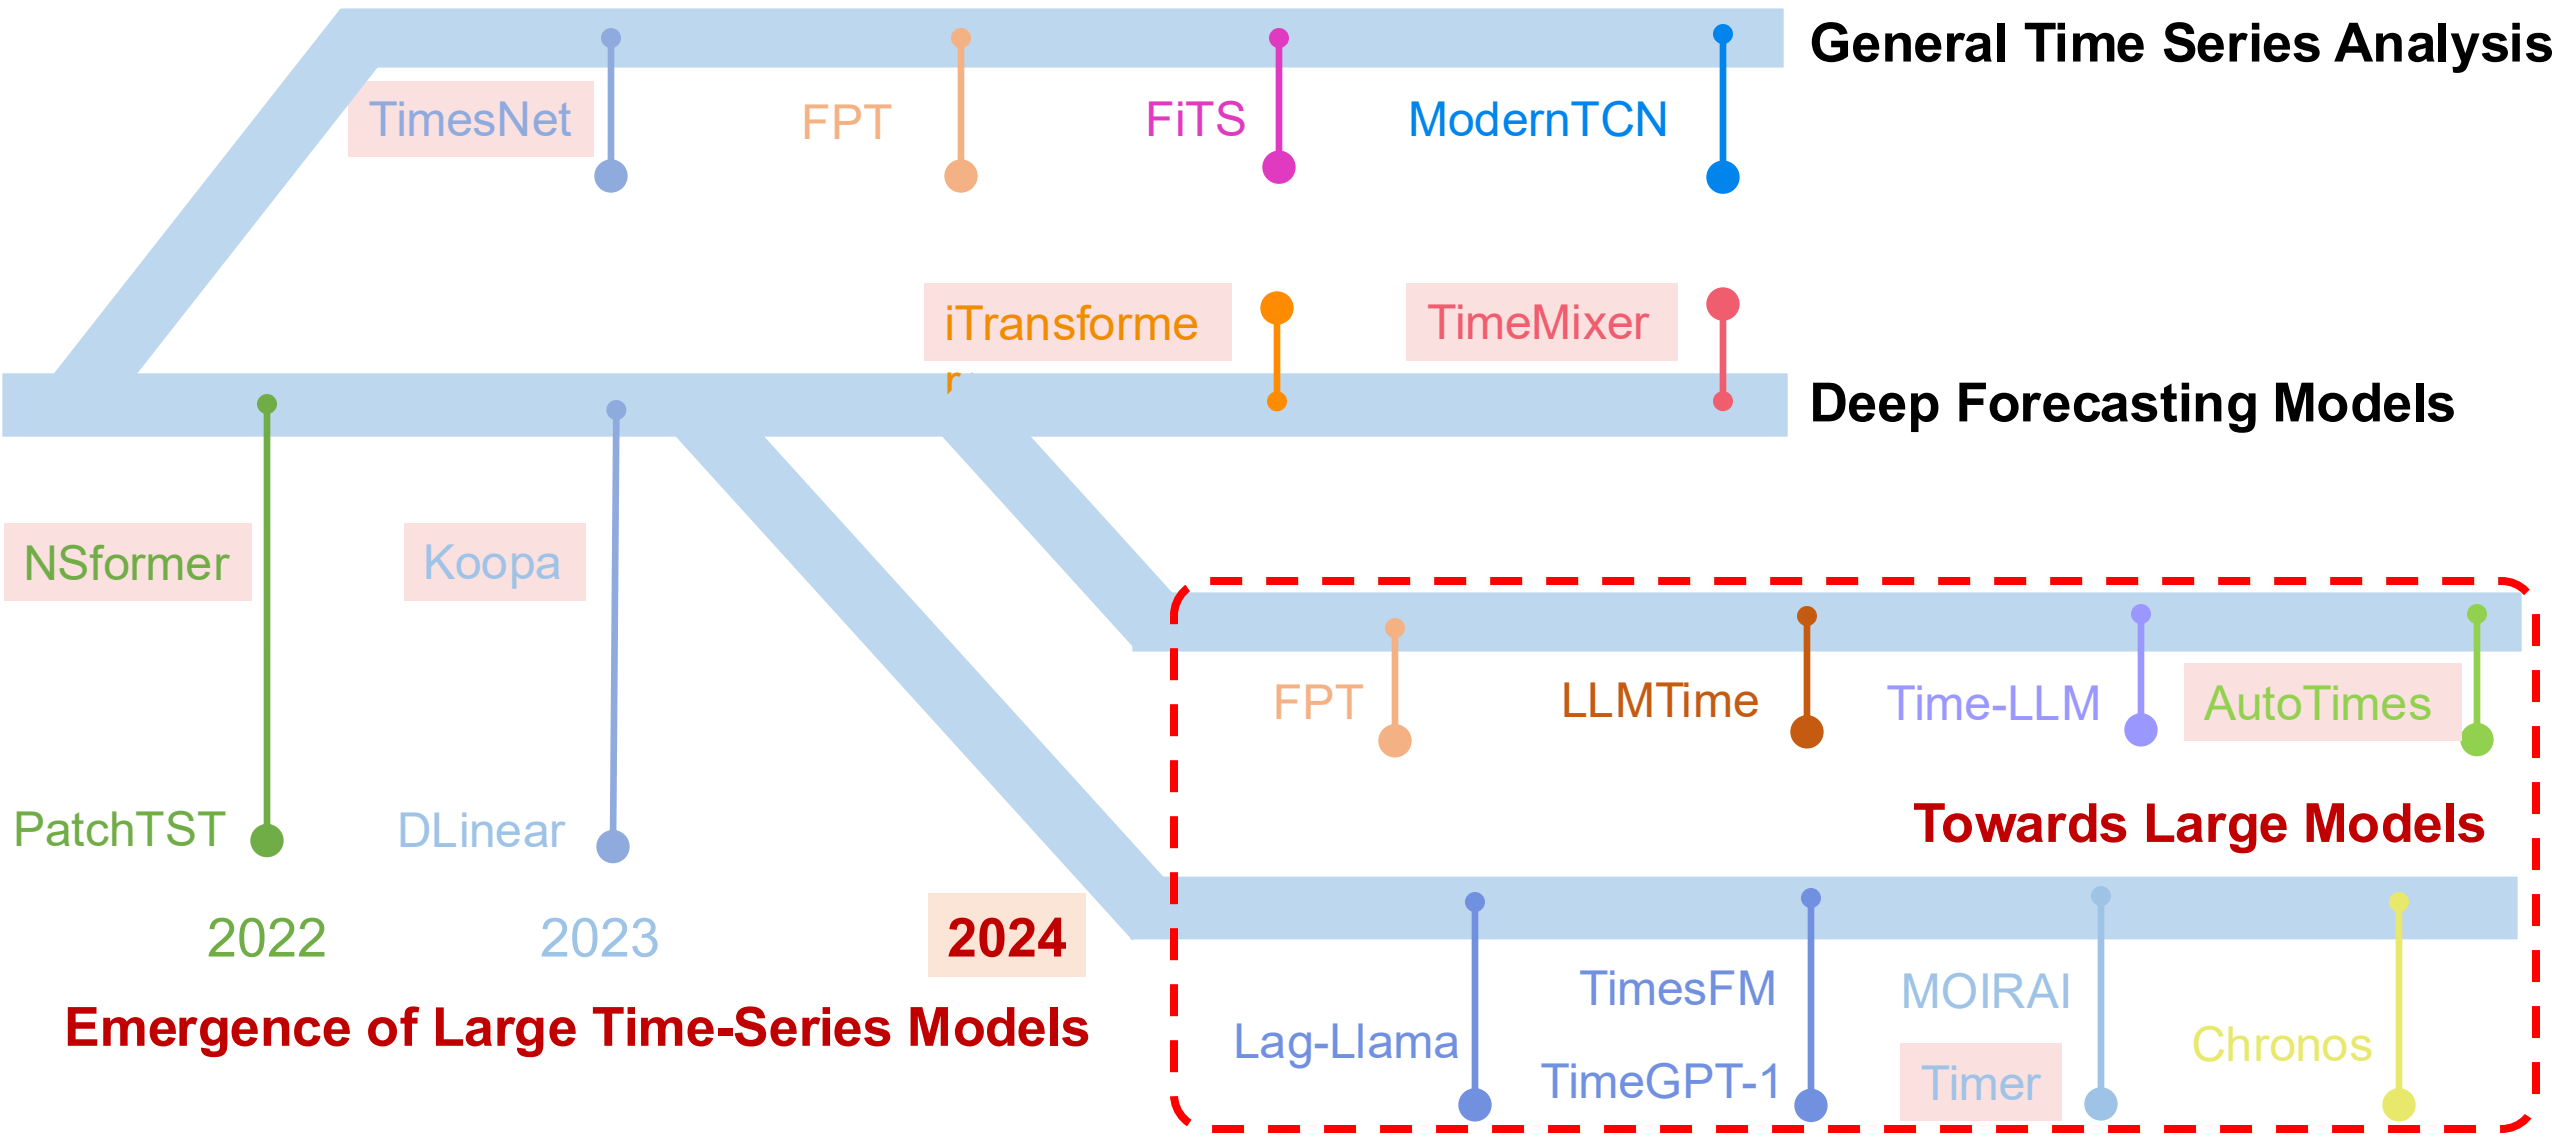 General Time Series Analysis
TimesNet
FPT
FiTS
ModernTCN
iTransforme
r
TimeMixer
Deep Forecasting Models
NSformer
Koopa
FPT
LLMTime
Time-LLM
AutoTimes
PatchTST
DLinear
Towards Large Models
2022
2023
2024
Emergence of Large Time-Series Models
Lag-Llama
TimesFM
TimeGPT-1
MOIRAI
Timer
Chronos